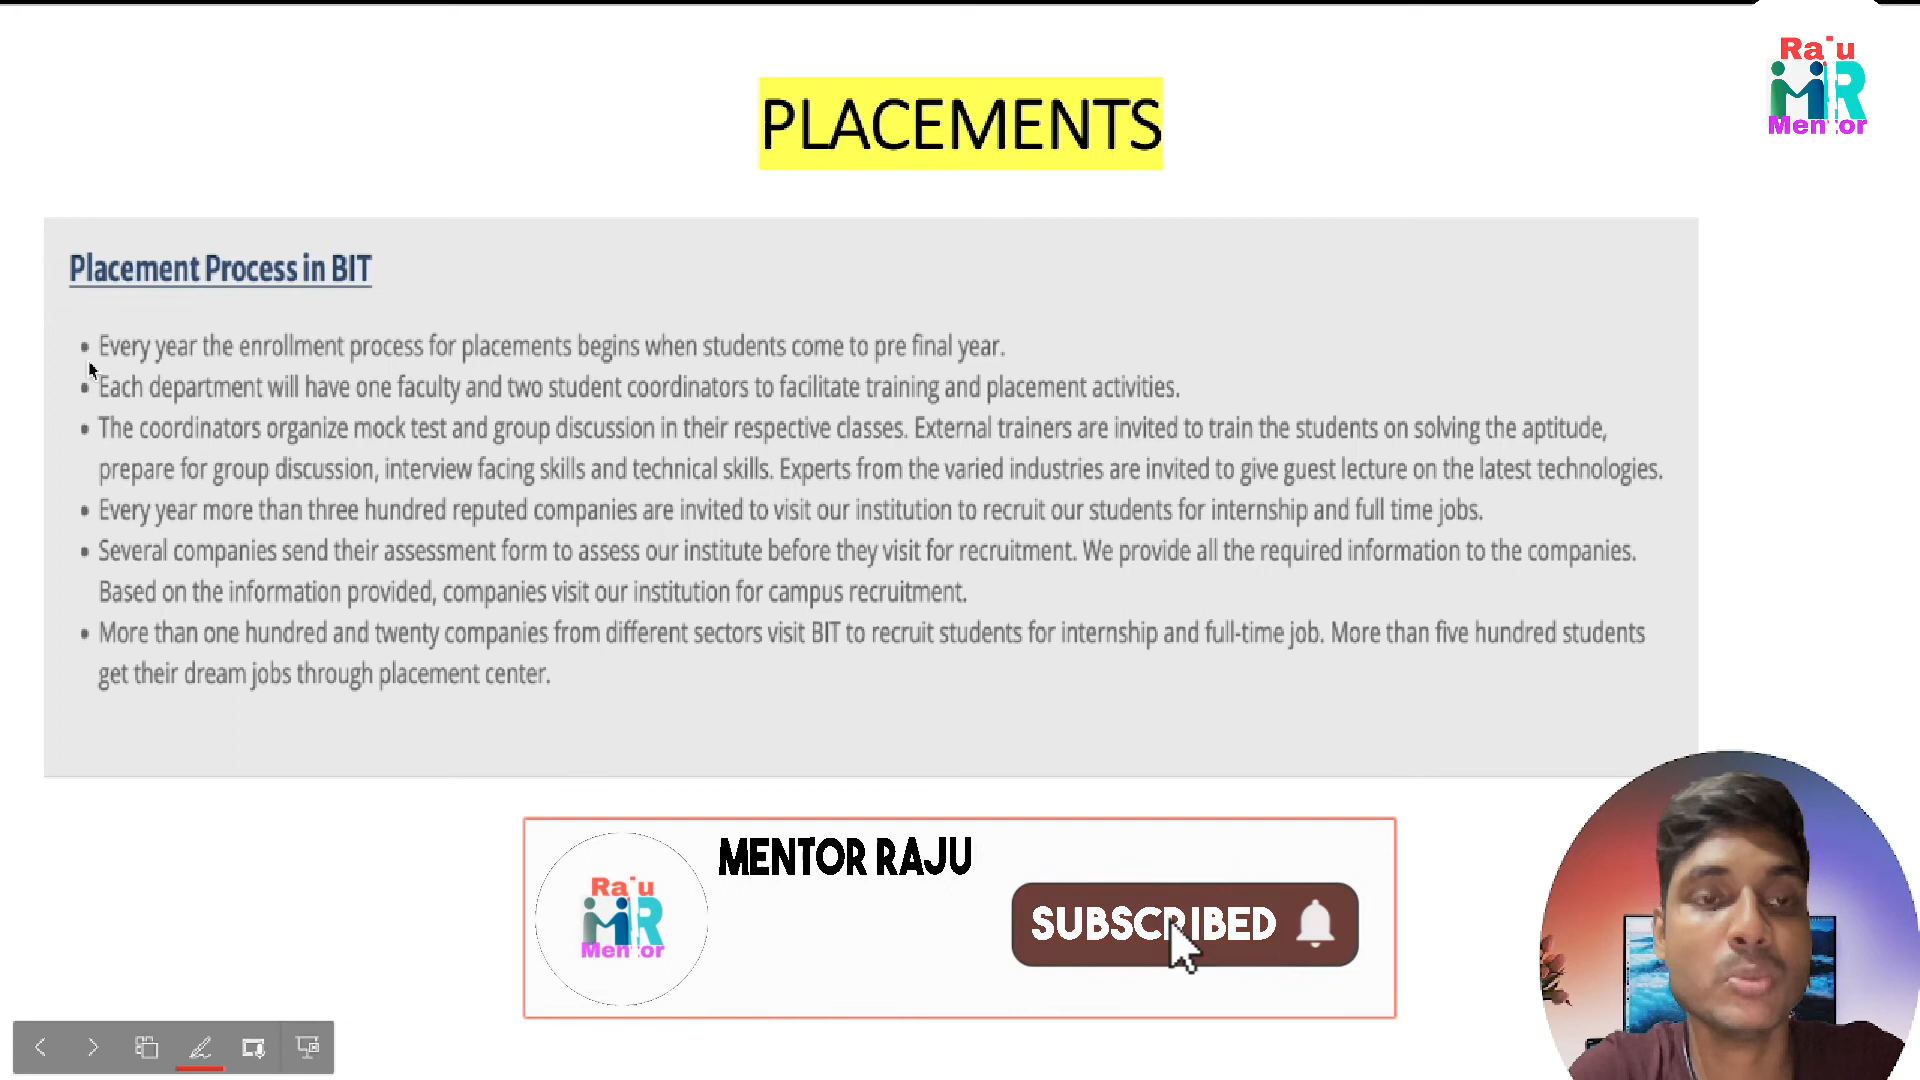 Raju
MR
Mentor
PLACEMENTS
Placement Process in BIT
• Every year the enrollment process for placements begins when students come to pre final year.
• Each department will have one faculty and two student coordinators to facilitate training and placement activities.
• The coordinators organize mock test and group discussion in their respective classes. External trainers are invited to train the students on solving the aptitude,
prepare for group discussion, interview facing skills and technical skills. Experts from the varied industries are invited to give guest lecture on the latest technologies.
• Every year more than three hundred reputed companies are invited to visit our institution to recruit our students for internship and full time jobs.
• Several companies send their assessment form to assess our institute before they visit for recruitment. We provide all the required information to the companies.
Based on the information provided, companies visit our institution for campus recruitment.
• More than one hundred and twenty companies from different sectors visit BIT to recruit students for internship and full-time job. More than five hundred students
get their dream jobs through placement center.
MENTOR RAJU
Raju
MR
Mentor
SUBSCRIBED